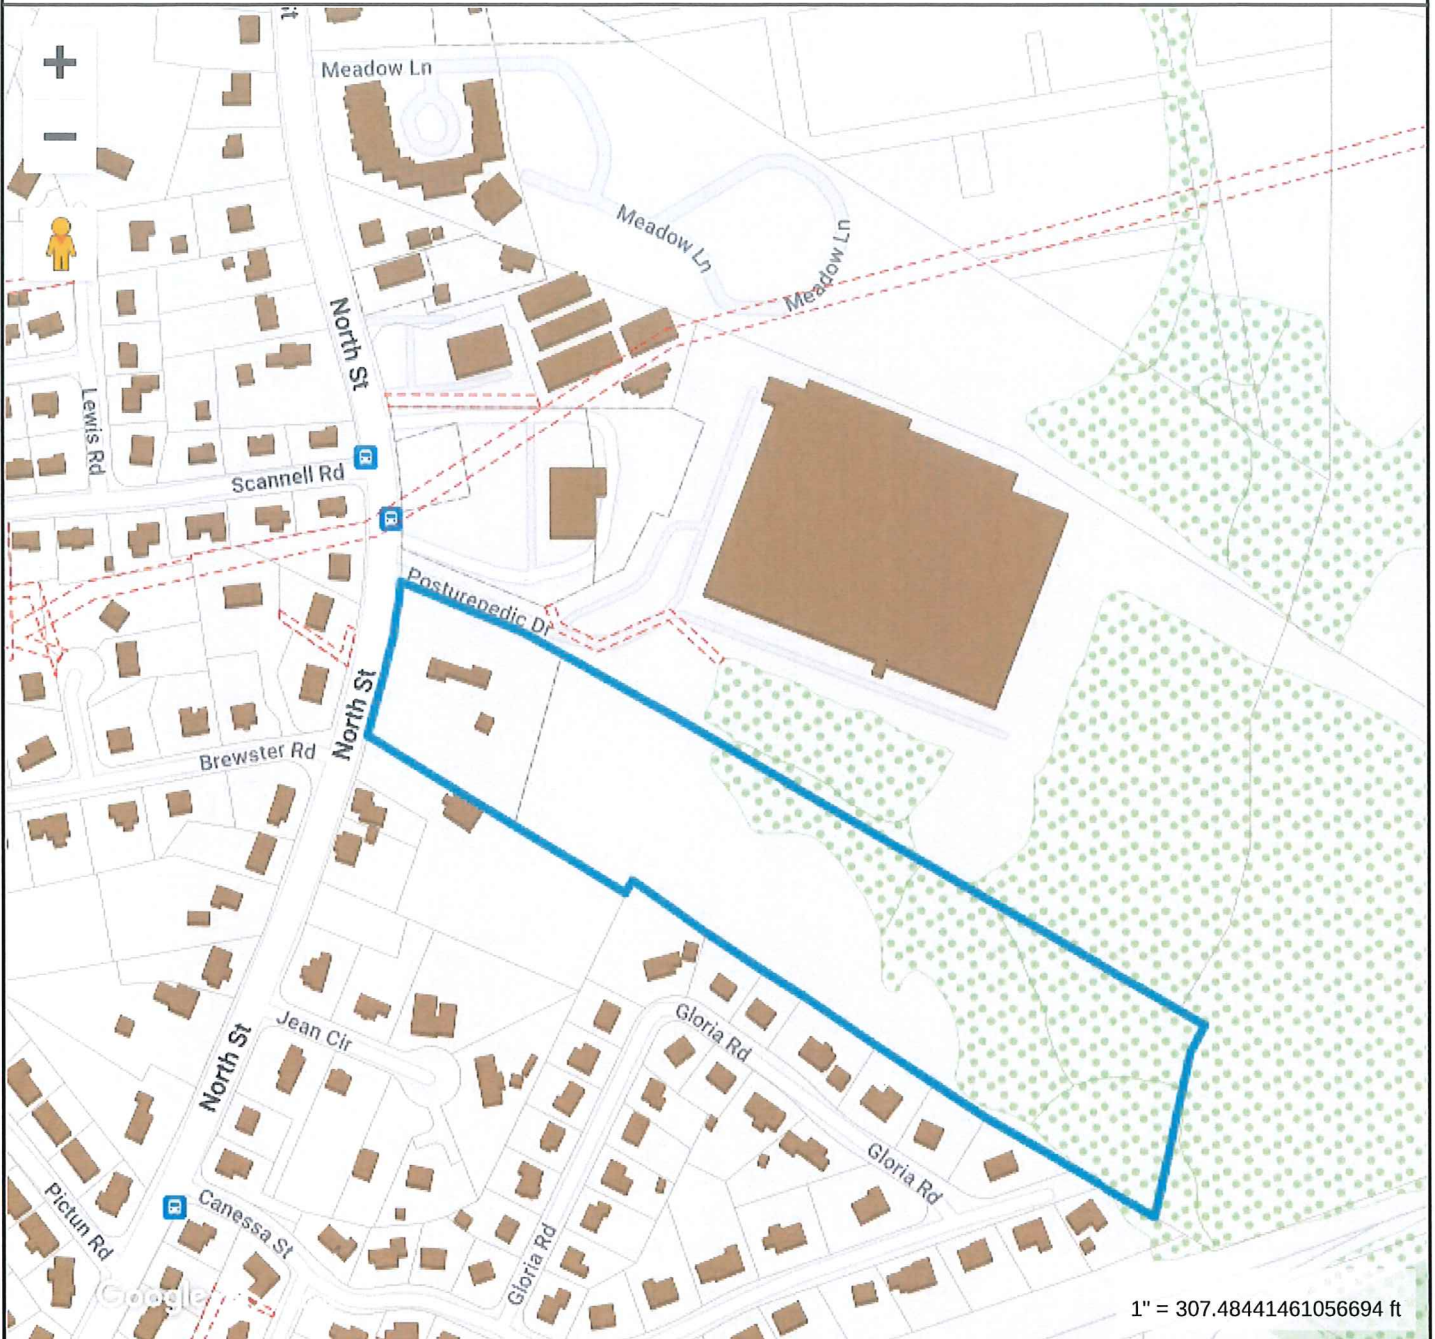 Meadow Ln
Meadow Ln
Meadow Ln
North St
Lewis Rd
Scannell Rd
Posturepedic Dr
North St
Brewster Rd
Gloria Rd
Jean Cir
North St
Gloria Rd
Pictun Rd
Canessa St
Gloria Rd
Google
1" = 307.48441461056694 ft